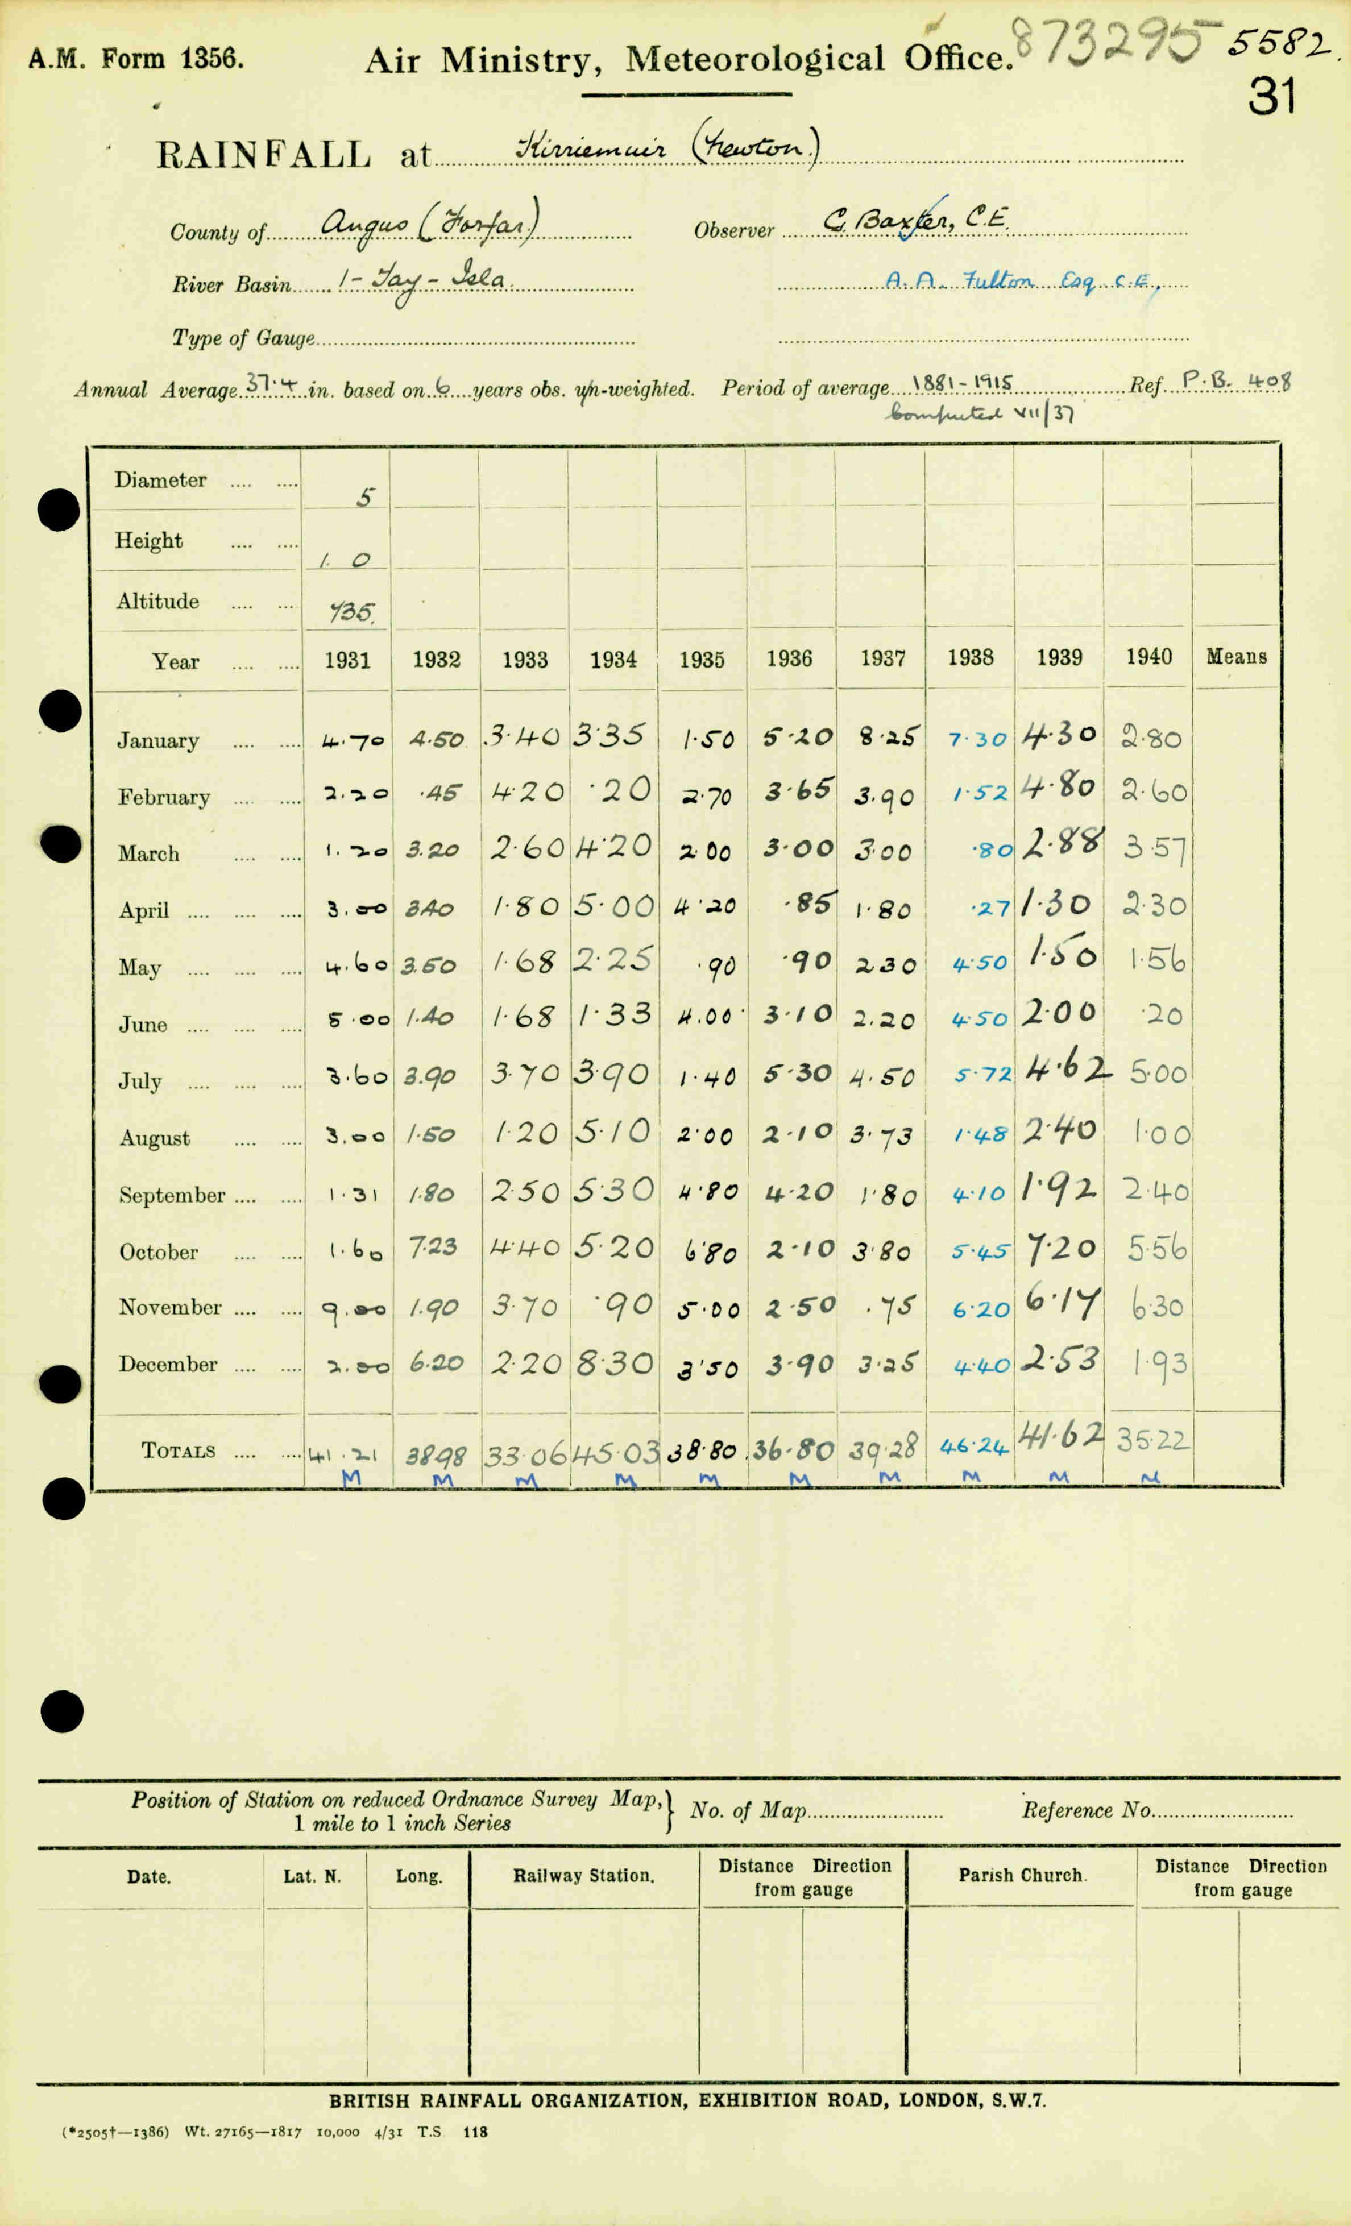 A.M. Form 1356. Air Ministry, Meteorological Office. 873295 5582.
31
RAINFALL at Kirriemuir (Newton)
County of Angus (Forfar) Observer C. Baxter, C.E.
River Basin 1 - Tay - Isla A. A. Fulton Esq C.E,
Type of Gauge
Annual Average 37.4 in. based on 6 years obs. un-weighted. Period of average 1881-1915 Ref. P.B. 408
Computed VII/37
Diameter .... .... 5
Height .... .... 1. 0
Altitude .... .... 735.
Year .... .... 1931 1932 1933 1934 1935 1936 1937 1938 1939 1940 Means
January .... .... 4.70 4.50 3.40 3.35 1.50 5.20 8.25 7.30 4.30 2.80
February .... .... 2.20 .45 4.20 .20 2.70 3.65 3.90 1.52 4.80 2.60
March .... .... 1.20 3.20 2.60 4.20 2.00 3.00 3.00 .80 2.88 3.57
April .... .... .... 3.00 3.40 1.80 5.00 4.20 .85 1.80 .27 1.30 2.30
May .... .... .... 4.60 3.50 1.68 2.25 .90 .90 2.30 4.50 1.50 1.56
June .... .... .... 5.00 1.40 1.68 1.33 4.00 3.10 2.20 4.50 2.00 .20
July .... .... .... 3.60 3.90 3.70 3.90 1.40 5.30 4.50 5.72 4.62 5.00
August .... .... 3.00 1.50 1.20 5.10 2.00 2.10 3.73 1.48 2.40 1.00
September .... .... 1.31 1.80 2.50 5.30 4.80 4.20 1.80 4.10 1.92 2.40
October .... .... 1.60 7.23 4.40 5.20 6.80 2.10 3.80 5.45 7.20 5.56
November .... .... 9.00 1.90 3.70 .90 5.00 2.50 .75 6.20 6.17 6.30
December .... .... 2.00 6.20 2.20 8.30 3.50 3.90 3.25 4.40 2.53 1.93
TOTALS .... .... 41.21 38.98 33.06 45.03 38.80 36.80 39.28 46.24 41.62 35.22
M M M M M M M M M M
Position of Station on reduced Ordnance Survey Map, } No. of Map Reference No.
1 mile to 1 inch Series
Date. Lat. N. Long. Railway Station. Distance Direction Parish Church. Distance Direction
from gauge from gauge
BRITISH RAINFALL ORGANIZATION, EXHIBITION ROAD, LONDON, S.W.7.
(*2505†—1386) Wt. 27165—1817 10,000 4/31 T.S. 118